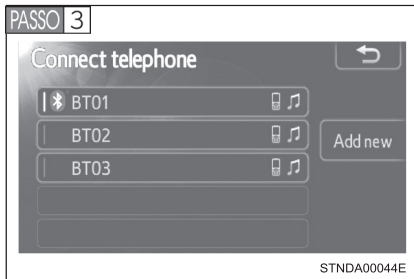 PASSO 3
Connect telephone
BT01
BT02
Add new
BT03
STNDA00044E